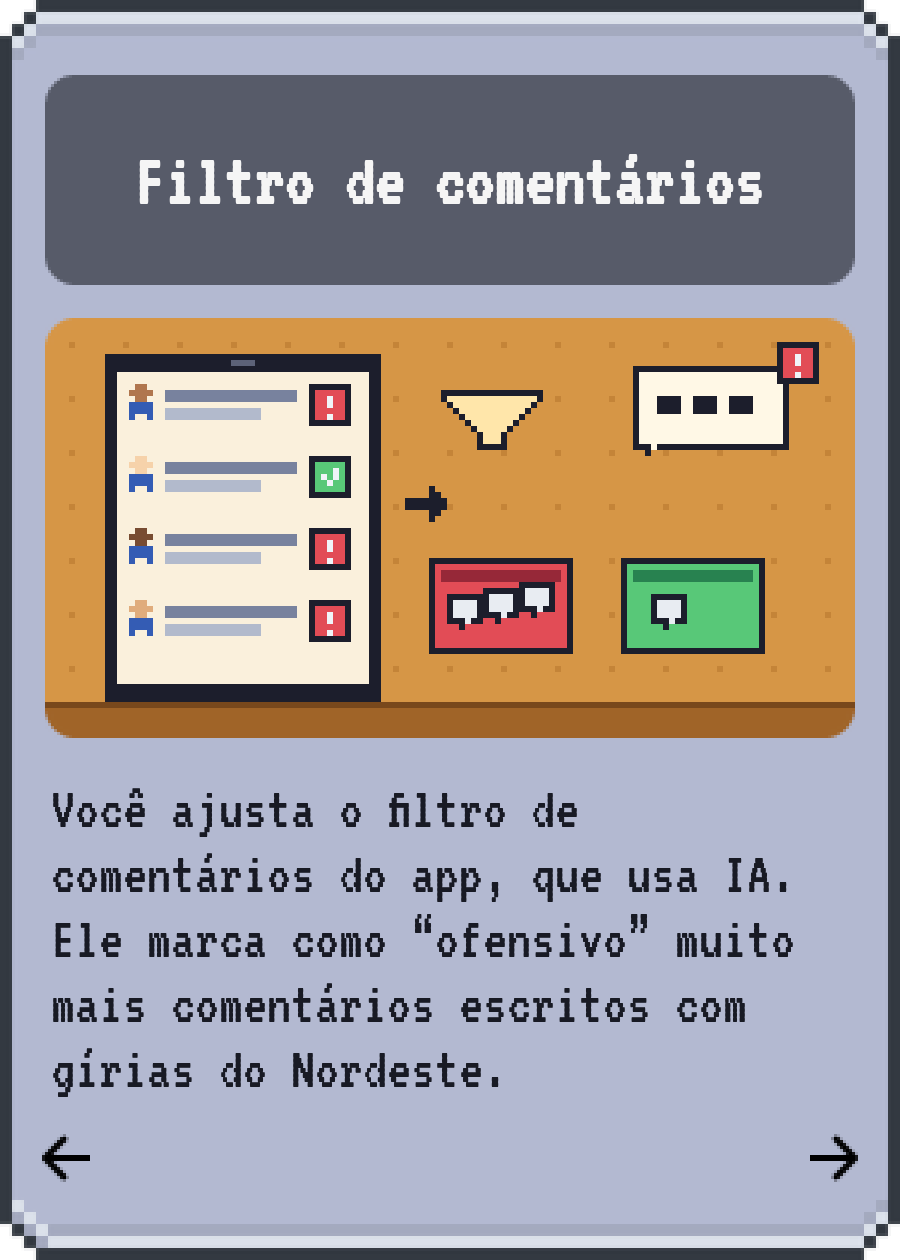 Filtro de comentários
Você ajusta o filtro de
comentários do app, que usa IA.
Ele marca como “ofensivo” muito
mais comentários escritos com
gírias do Nordeste.